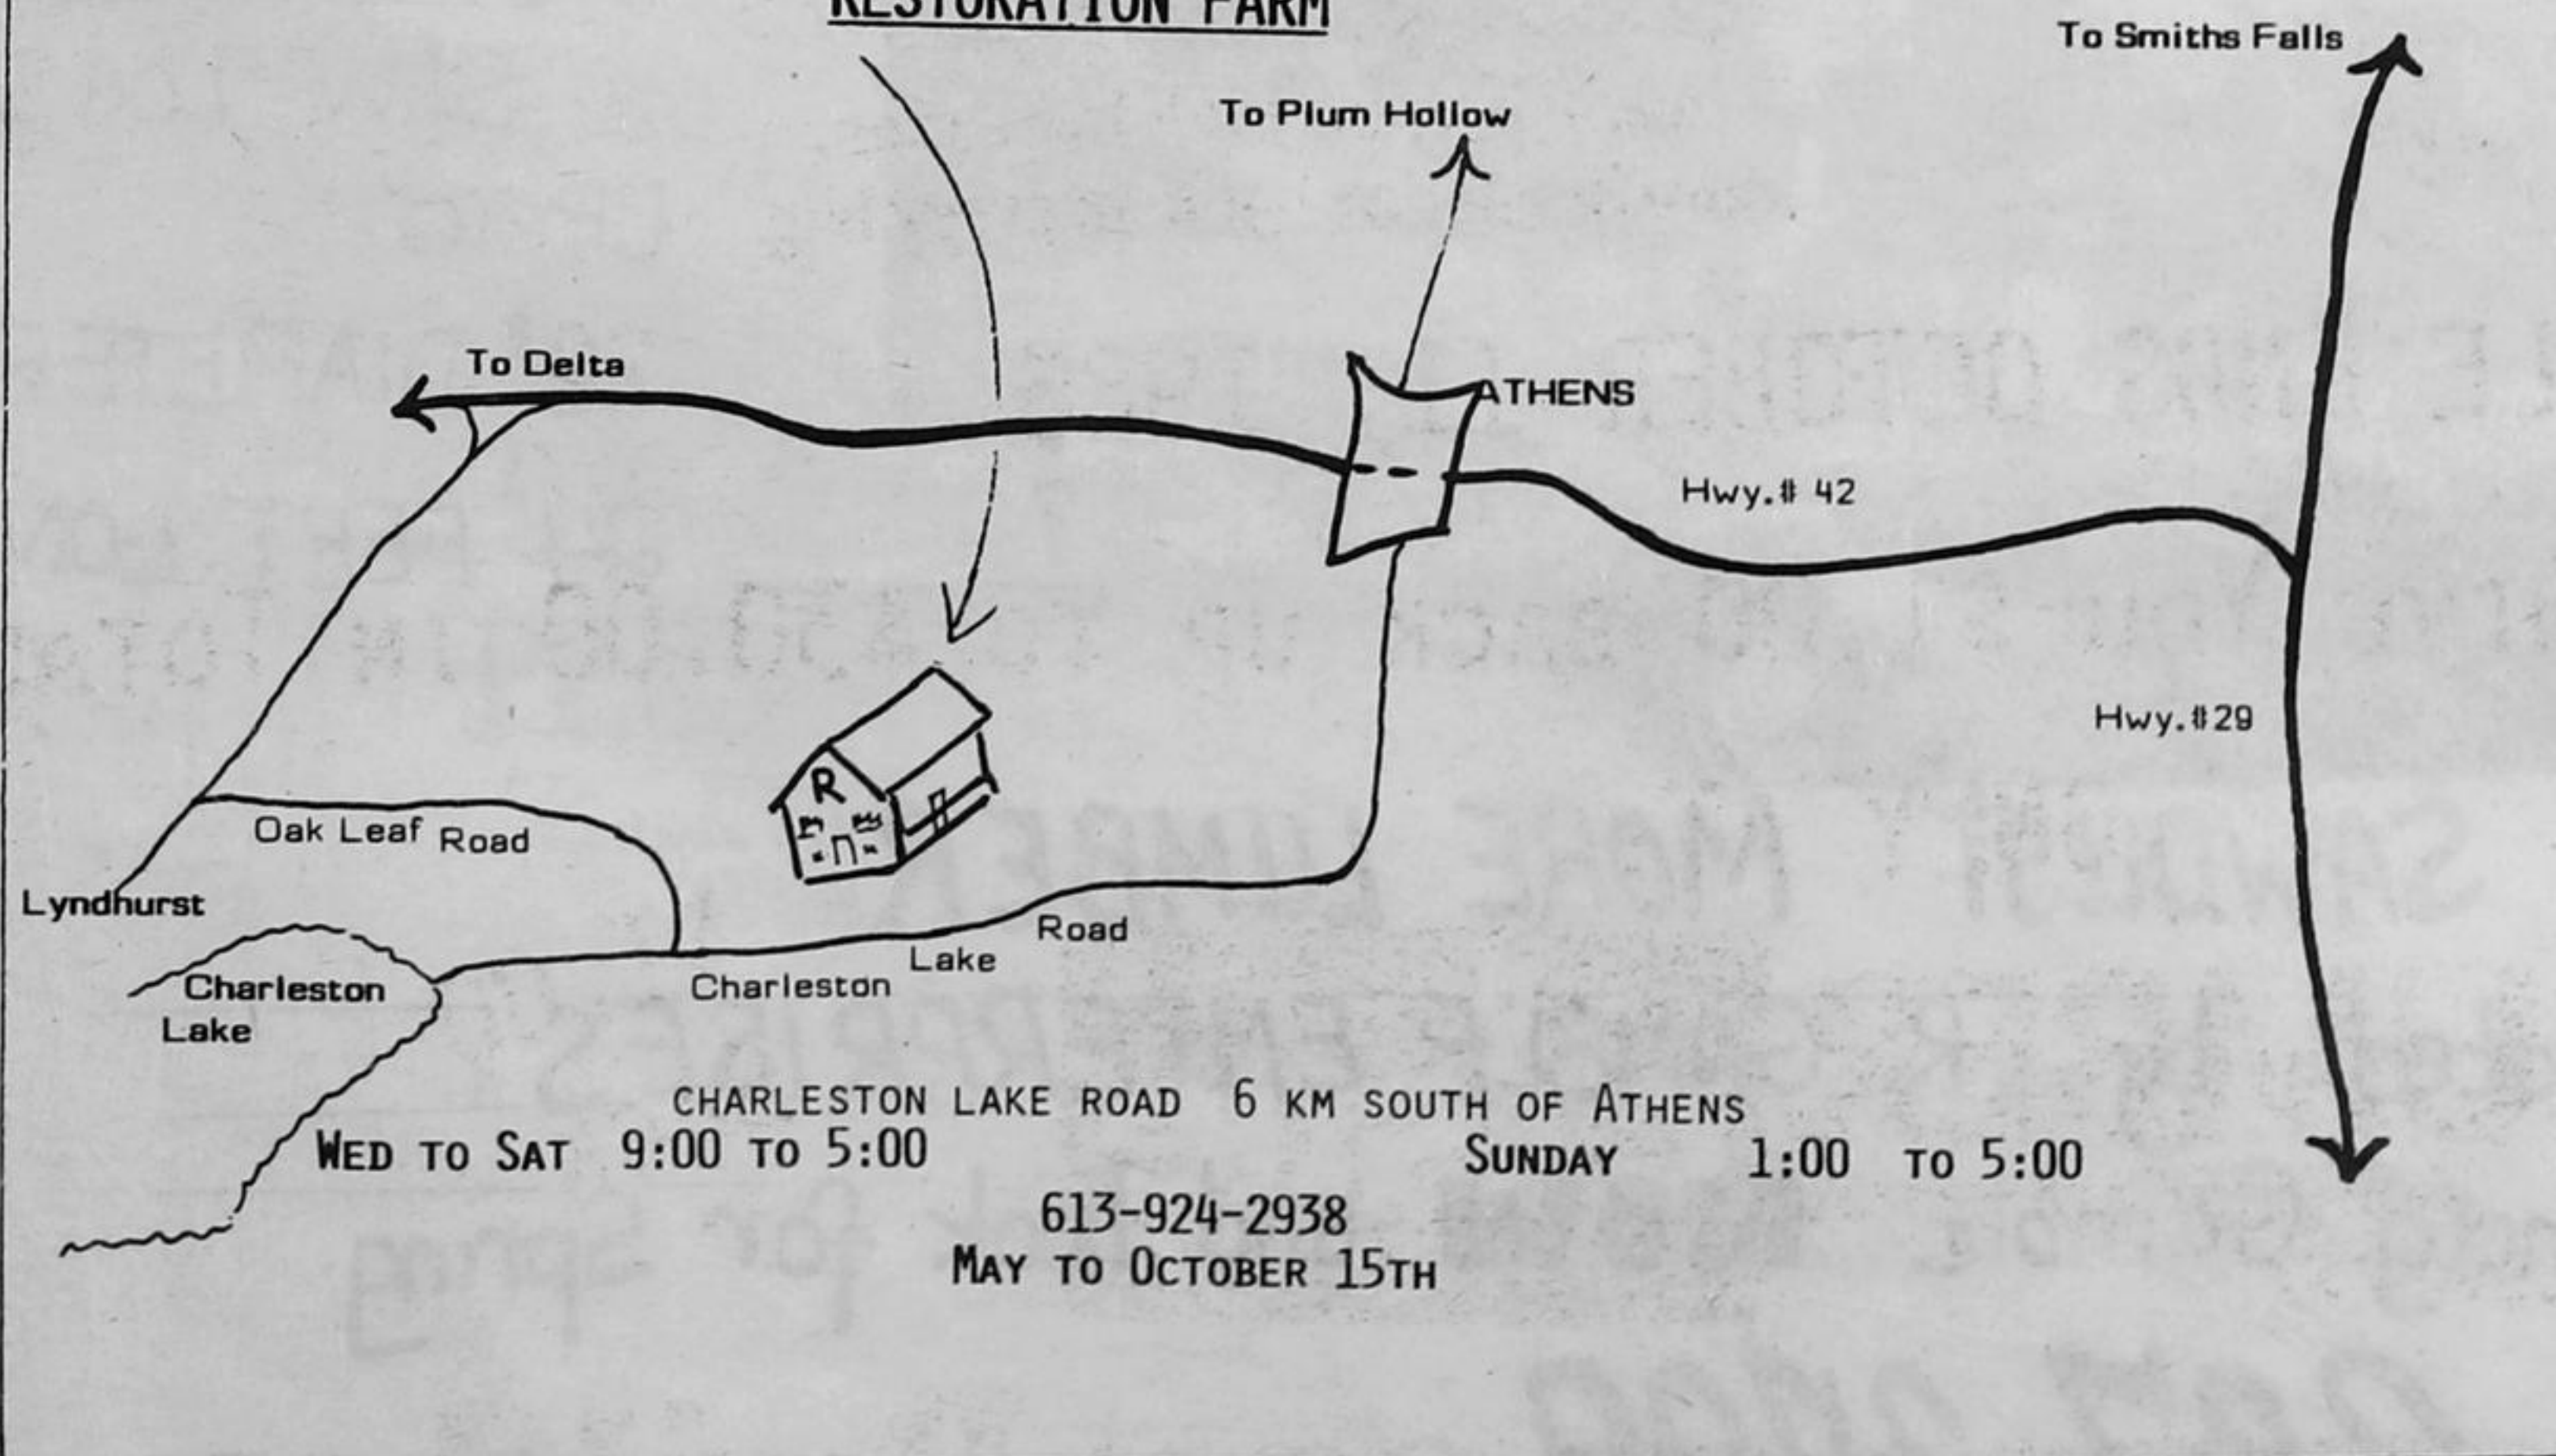 RESTORATION FARM
To Smiths Falls
To Plum Hollow
To Delta
ATHENS
Hwy.# 42
Hwy.#29
R
Oak Leaf Road
Lyndhurst
Charleston Lake Road
Charleston
Lake
CHARLESTON LAKE ROAD 6 KM SOUTH OF ATHENS
WED TO SAT 9:00 TO 5:00 SUNDAY 1:00 TO 5:00
613-924-2938
MAY TO OCTOBER 15TH